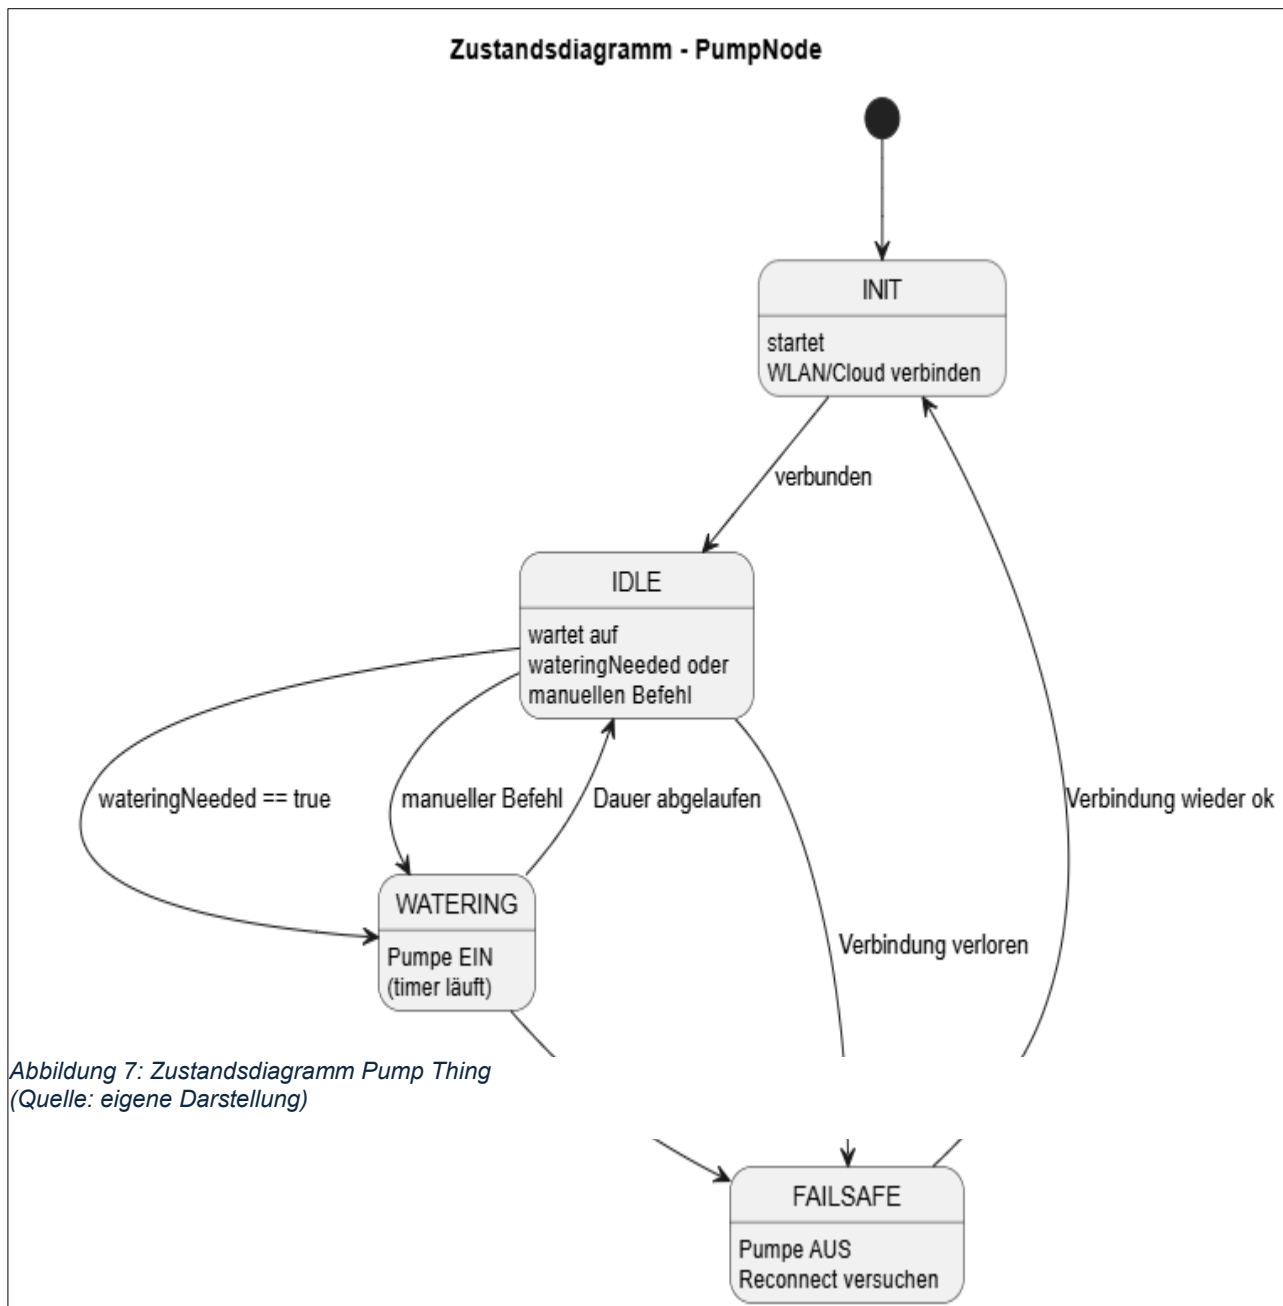 Zustandsdiagramm - PumpNode
INIT
startet
WLAN/Cloud verbinden
verbunden
IDLE
wartet auf
wateringNeeded oder
manuellen Befehl
wateringNeeded == true
manueller Befehl
Dauer abgelaufen
Verbindung wieder ok
WATERING
Pumpe EIN
(timer läuft)
Verbindung verloren
Abbildung 7: Zustandsdiagramm Pump Thing
(Quelle: eigene Darstellung)
FAILSAFE
Pumpe AUS
Reconnect versuchen